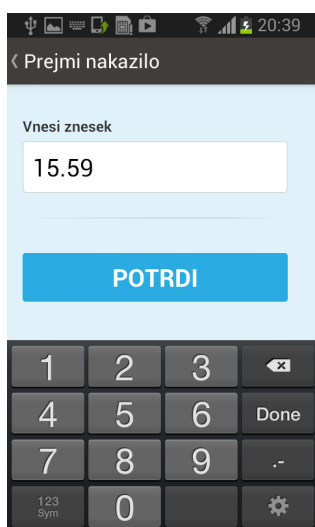 20:39
Prejmi nakazilo
Vnesi znesek
15.59
POTRDI
1 2 3
4 5 6 Done
7 8 9 .-
123
Sym 0